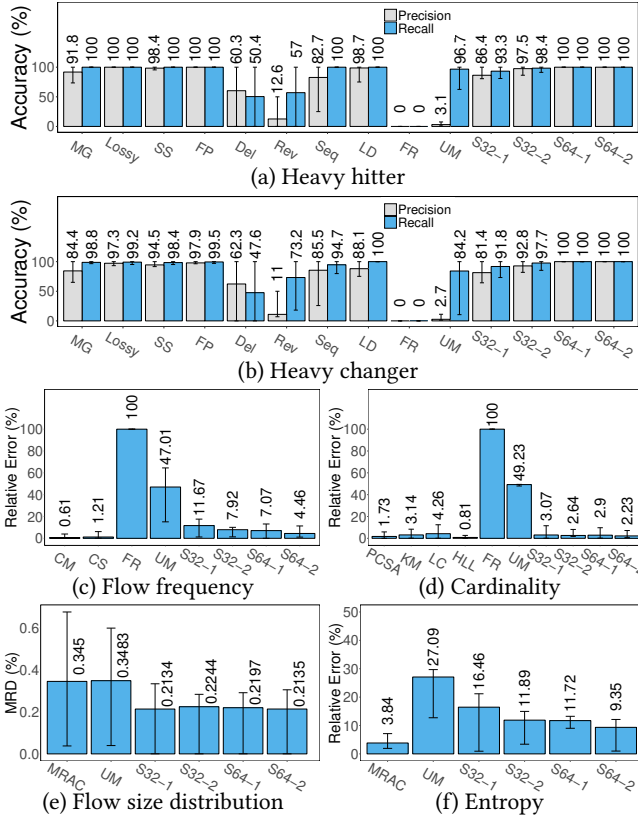 Accuracy (%)
100
50
0
91.8 100 100 100 98.4 100 100 100 60.3 50.4 12.6 57 82.7 100 98.7 100 0 0 3.1 96.7 86.4 93.3 97.5 98.4 100 100 100 100
Precision
Recall
MG Lossy SS FP Del Rev Seq LD FR UM S32−1 S32−2 S64−1 S64−2
(a) Heavy hitter
Accuracy (%)
100
50
0
84.4 98.8 97.3 99.2 94.5 98.4 97.9 99.5 62.3 47.6 11 73.2 85.5 94.7 88.1 100 0 0 2.7 84.2 81.4 91.8 92.8 97.7 100 100 100 100
Precision
Recall
MG Lossy SS FP Del Rev Seq LD FR UM S32−1 S32−2 S64−1 S64−2
(b) Heavy changer
Relative Error (%)
100
80
60
40
20
0
0.61 1.21 100 47.01 11.67 7.92 7.07 4.46
CM CS FR UM S32−1 S32−2 S64−1 S64−2
(c) Flow frequency
Relative Error (%)
100
80
60
40
20
0
1.73 3.14 4.26 0.81 100 49.23 3.07 2.64 2.9 2.23
PCSA KM LC HLL FR UM S32−1 S32−2 S64−1 S64−2
(d) Cardinality
MRD (%)
0.6
0.4
0.2
0.0
0.345 0.3483 0.2134 0.2244 0.2197 0.2135
MRAC UM S32−1 S32−2 S64−1 S64−2
(e) Flow size distribution
Relative Error (%)
50
40
30
20
10
0
3.84 27.09 16.46 11.89 11.72 9.35
MRAC UM S32−1 S32−2 S64−1 S64−2
(f) Entropy